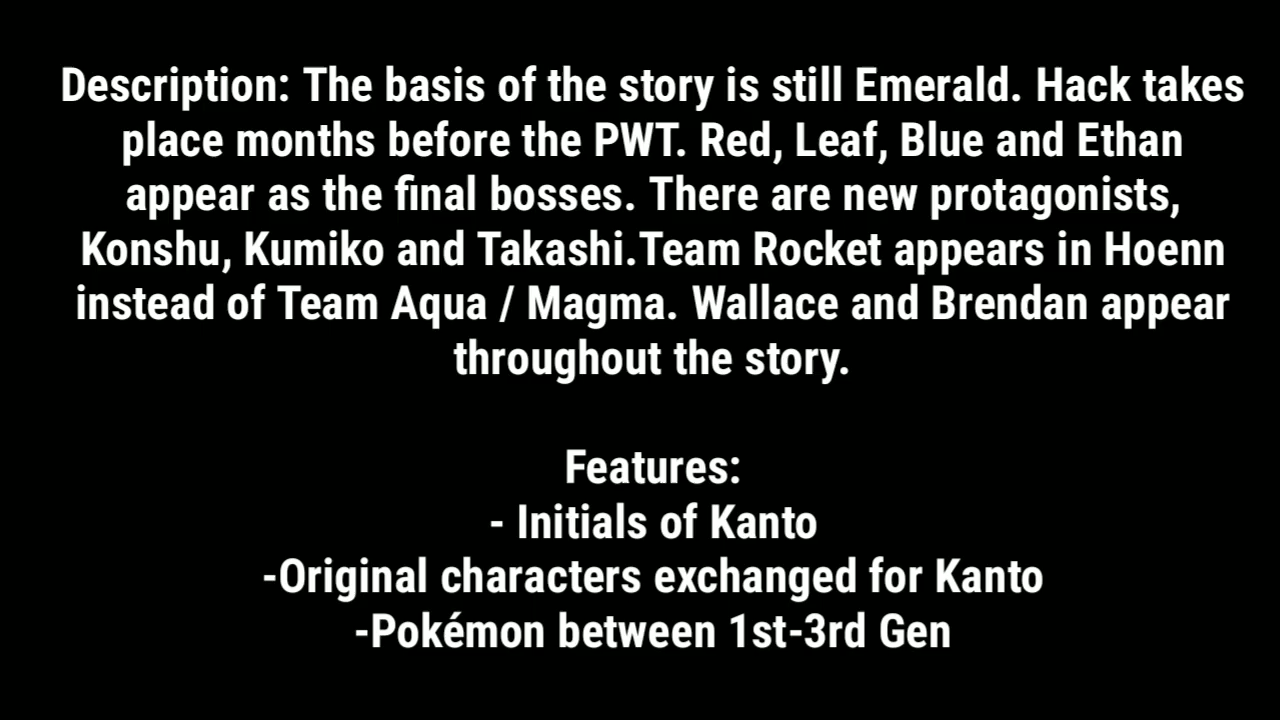 Description: The basis of the story is still Emerald. Hack takes
place months before the PWT. Red, Leaf, Blue and Ethan
appear as the final bosses. There are new protagonists,
Konshu, Kumiko and Takashi.Team Rocket appears in Hoenn
instead of Team Aqua / Magma. Wallace and Brendan appear
throughout the story.
Features:
- Initials of Kanto
-Original characters exchanged for Kanto
-Pokémon between 1st-3rd Gen